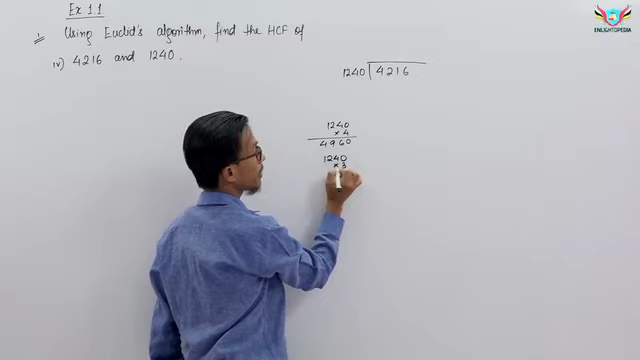 Ex 1.1
1. Using Euclid's algorithm, find the HCF of
iv) 4216 and 1240.
1240 4216
1240
×4
4960
1240
×3
ENLIGHTOPEDIA